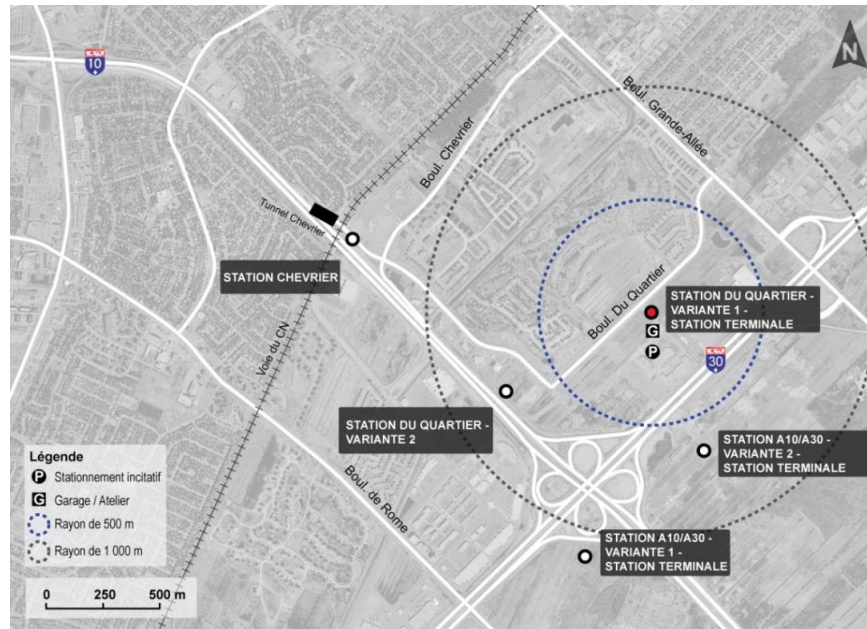 10
N
Boul. Grande-Allée
Boul. Chevrier
Tunnel Chevrier
STATION CHEVRIER
Voie du CN
Boul. Du Quartier
STATION DU QUARTIER -
VARIANTE 1 -
STATION TERMINALE
G
P
30
STATION DU QUARTIER -
VARIANTE 2
STATION A10/A30 -
VARIANTE 2 -
STATION TERMINALE
Boul. de Rome
STATION A10/A30 -
VARIANTE 1 -
STATION TERMINALE
Légende
P Stationnement incitatif
G Garage / Atelier
Rayon de 500 m
Rayon de 1 000 m
0 250 500 m